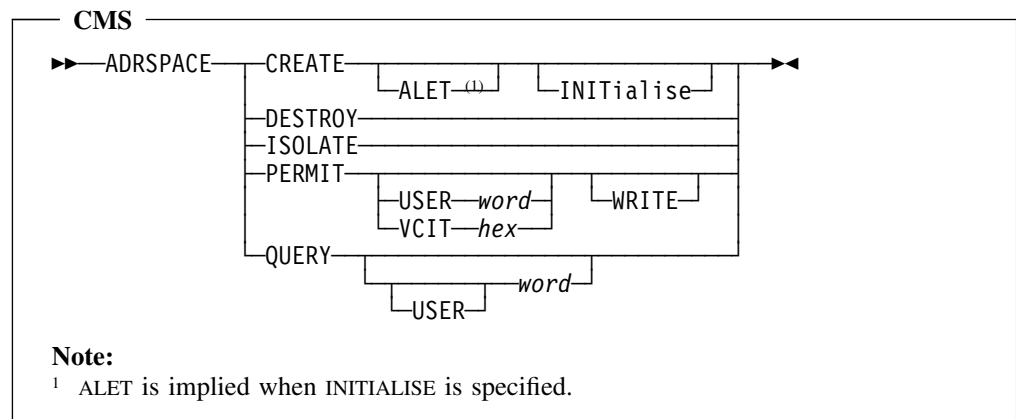 CMS
ADRSPACE CREATE
ALET (1) INITialise
DESTROY
ISOLATE
PERMIT
USER word WRITE
VCIT hex
QUERY
word
USER
Note:
1 ALET is implied when INITIALISE is specified.